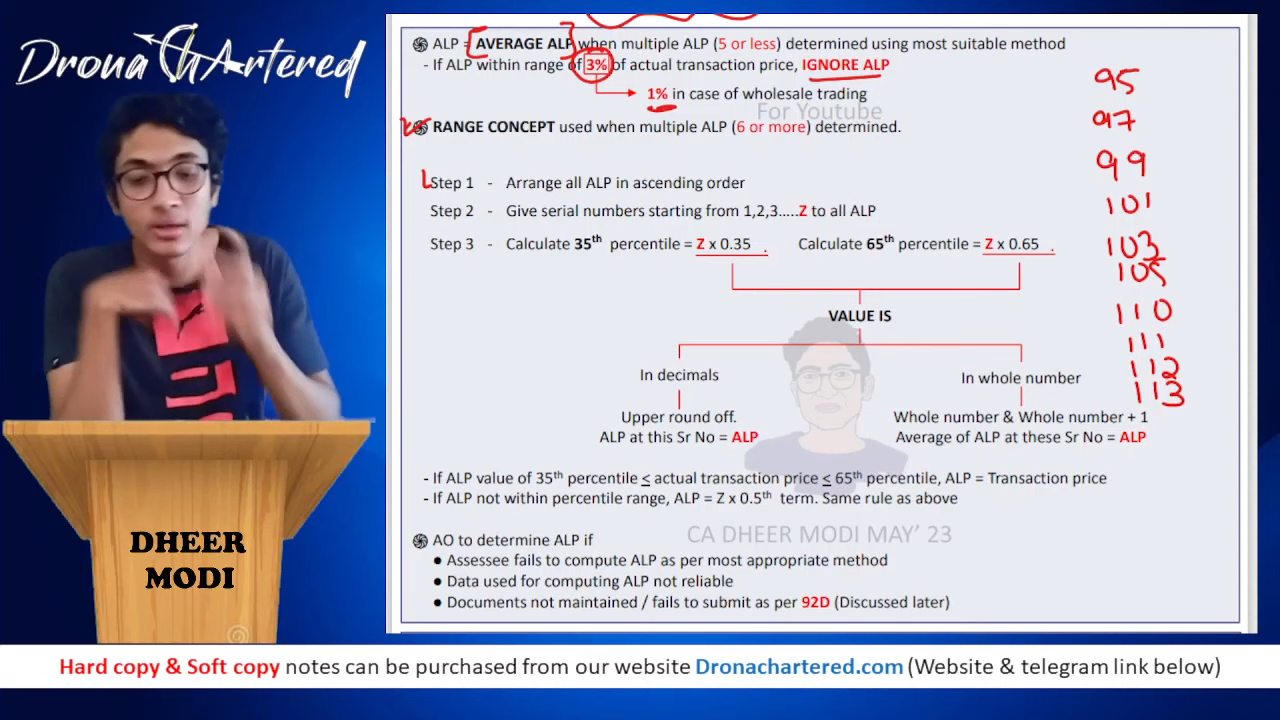 Drona CHArtered
ALP = AVERAGE ALP when multiple ALP (5 or less) determined using most suitable method
- If ALP within range of 3% of actual transaction price, IGNORE ALP
1% in case of wholesale trading
For Youtube
RANGE CONCEPT used when multiple ALP (6 or more) determined.
Step 1 - Arrange all ALP in ascending order
Step 2 - Give serial numbers starting from 1,2,3.....Z to all ALP
Step 3 - Calculate 35th percentile = Z x 0.35 . Calculate 65th percentile = Z x 0.65 .
VALUE IS
In decimals
In whole number
Upper round off.
ALP at this Sr No = ALP
Whole number & Whole number + 1
Average of ALP at these Sr No = ALP
- If ALP value of 35th percentile ≤ actual transaction price ≤ 65th percentile, ALP = Transaction price
- If ALP not within percentile range, ALP = Z x 0.5th term. Same rule as above
CA DHEER MODI MAY' 23
AO to determine ALP if
● Assessee fails to compute ALP as per most appropriate method
● Data used for computing ALP not reliable
● Documents not maintained / fails to submit as per 92D (Discussed later)
95
97
99
101
103
105
110
111
112
113
DHEER
MODI
Hard copy & Soft copy notes can be purchased from our website Dronachartered.com (Website & telegram link below)